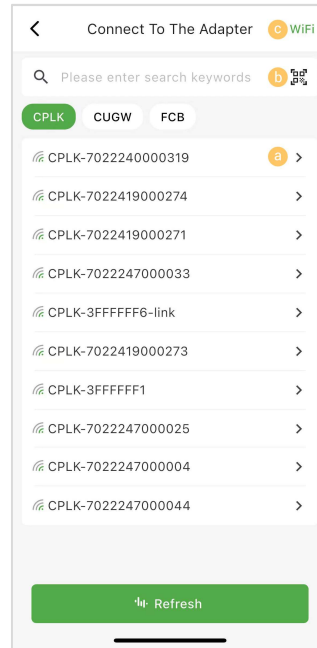 Connect To The Adapter c WiFi
Please enter search keywords b
CPLK CUGW FCB
CPLK-7022240000319 a
CPLK-7022419000274
CPLK-7022419000271
CPLK-7022247000033
CPLK-3FFFFFF6-link
CPLK-7022419000273
CPLK-3FFFFFF1
CPLK-7022247000025
CPLK-7022247000004
CPLK-7022247000044
Refresh